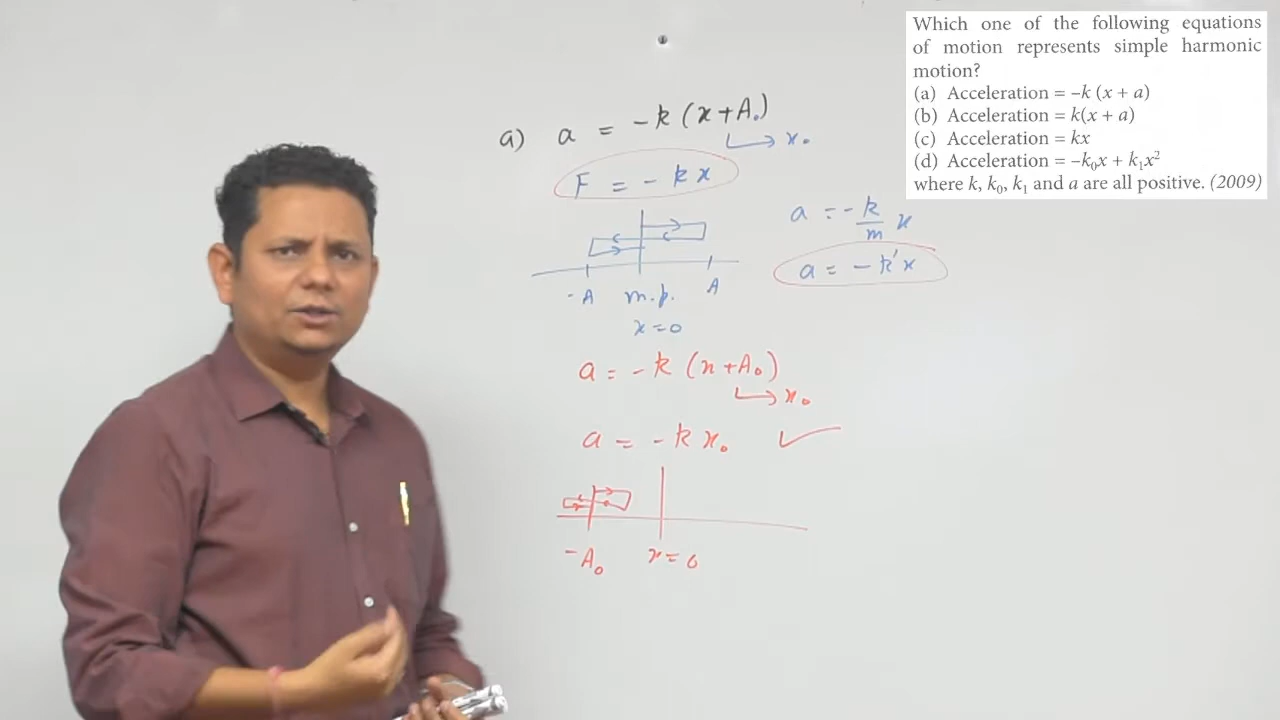 Which one of the following equations
of motion represents simple harmonic
motion?
(a) Acceleration = –k (x + a)
(b) Acceleration = k(x + a)
(c) Acceleration = kx
(d) Acceleration = –k₀x + k₁x²
where k, k₀, k₁ and a are all positive. (2009)
a) a = -k (x+A₀)
↳ x₀
F = -kx
a = -k/m x
a = -k'x
-A m.p. A
x=0
a = -k (x+A₀)
↳ x₀
a = -k x₀ ✓
-A₀ x=0